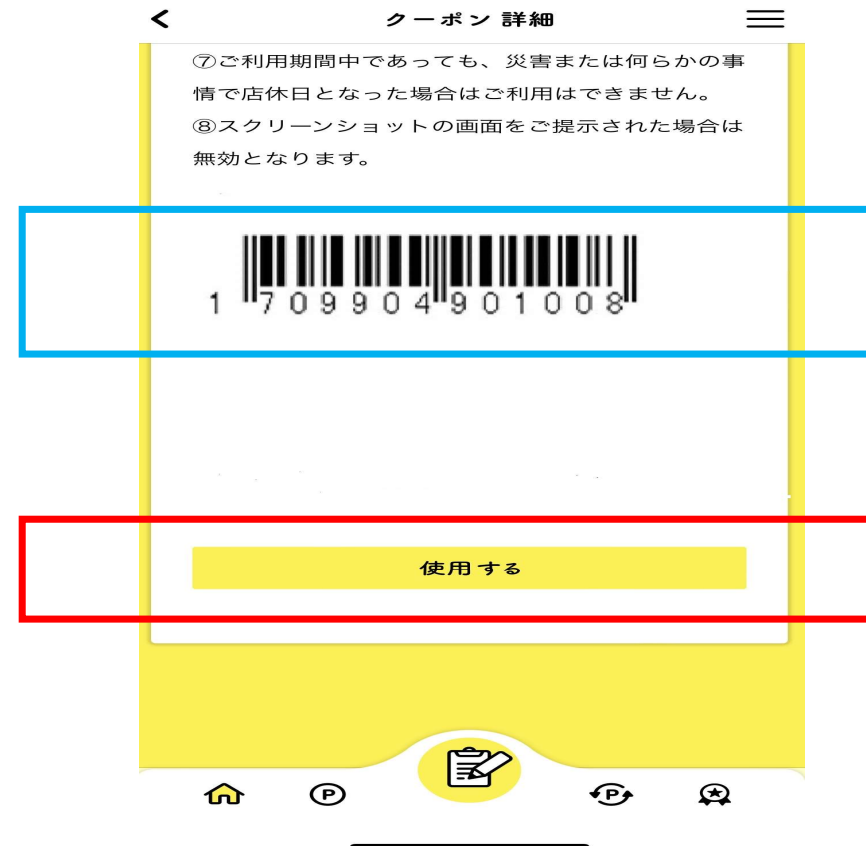 クーポン 詳細
⑦ご利用期間中であっても、災害または何らかの事
情で店休日となった場合はご利用はできません。
⑧スクリーンショットの画面をご提示された場合は
無効となります。
1 709904 901008
使用する
P P